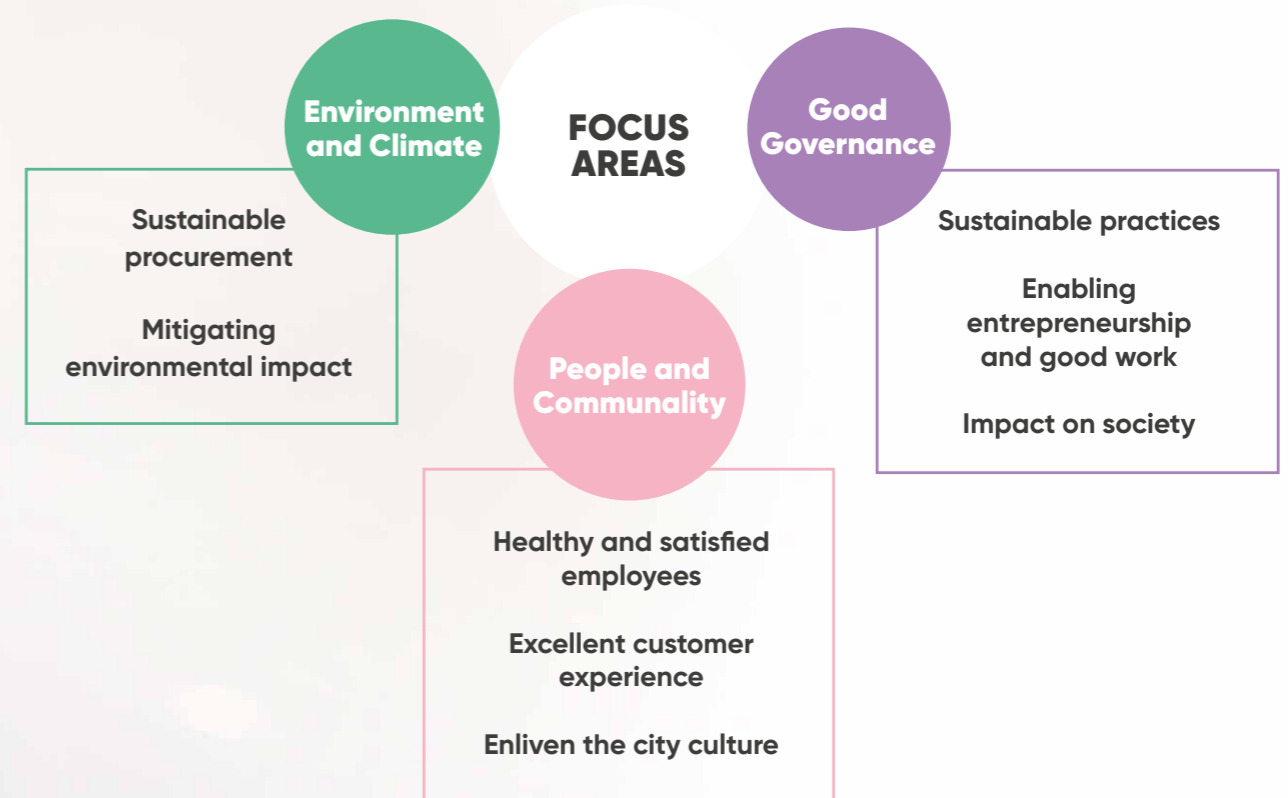 FOCUS
AREAS
Environment
and Climate
Sustainable
procurement
Mitigating
environmental impact
People and
Communality
Healthy and satisfied
employees
Excellent customer
experience
Enliven the city culture
Good
Governance
Sustainable practices
Enabling
entrepreneurship
and good work
Impact on society